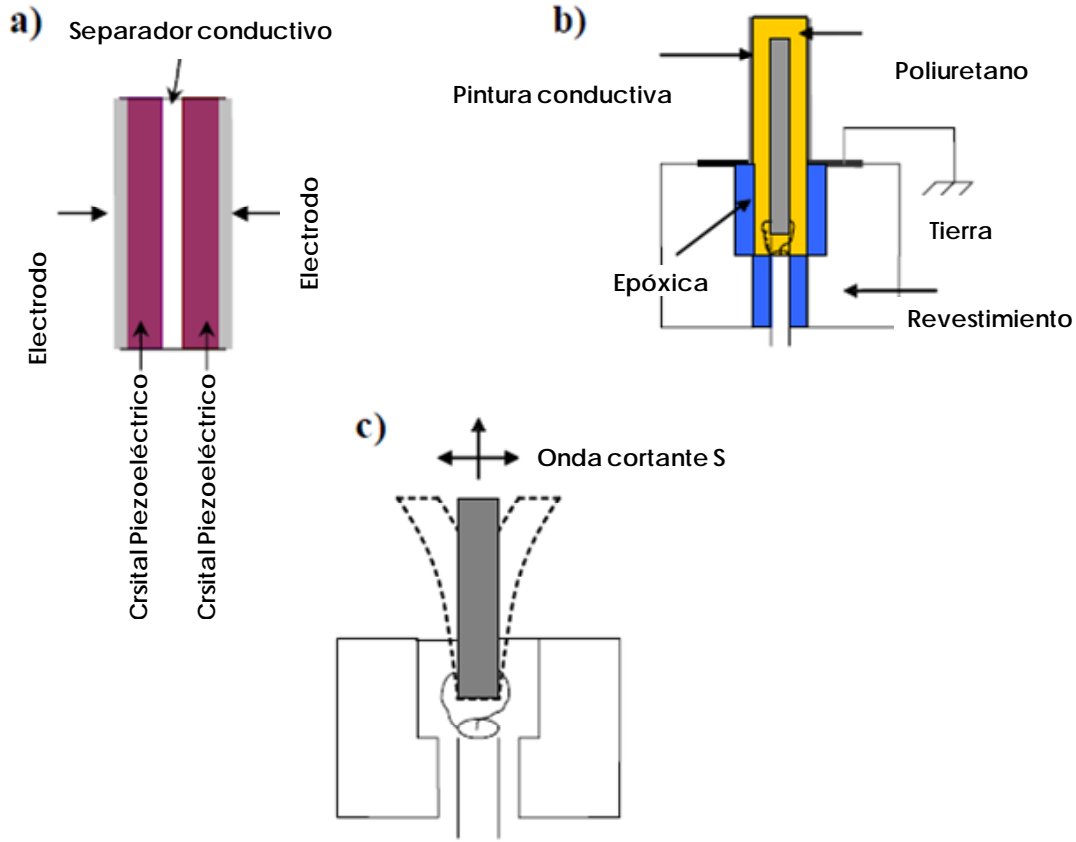 a)
Separador conductivo
Electrodo
Electrodo
Crsital Piezoeléctrico
Crsital Piezoeléctrico
b)
Pintura conductiva
Poliuretano
Tierra
Epóxica
Revestimiento
c)
Onda cortante S